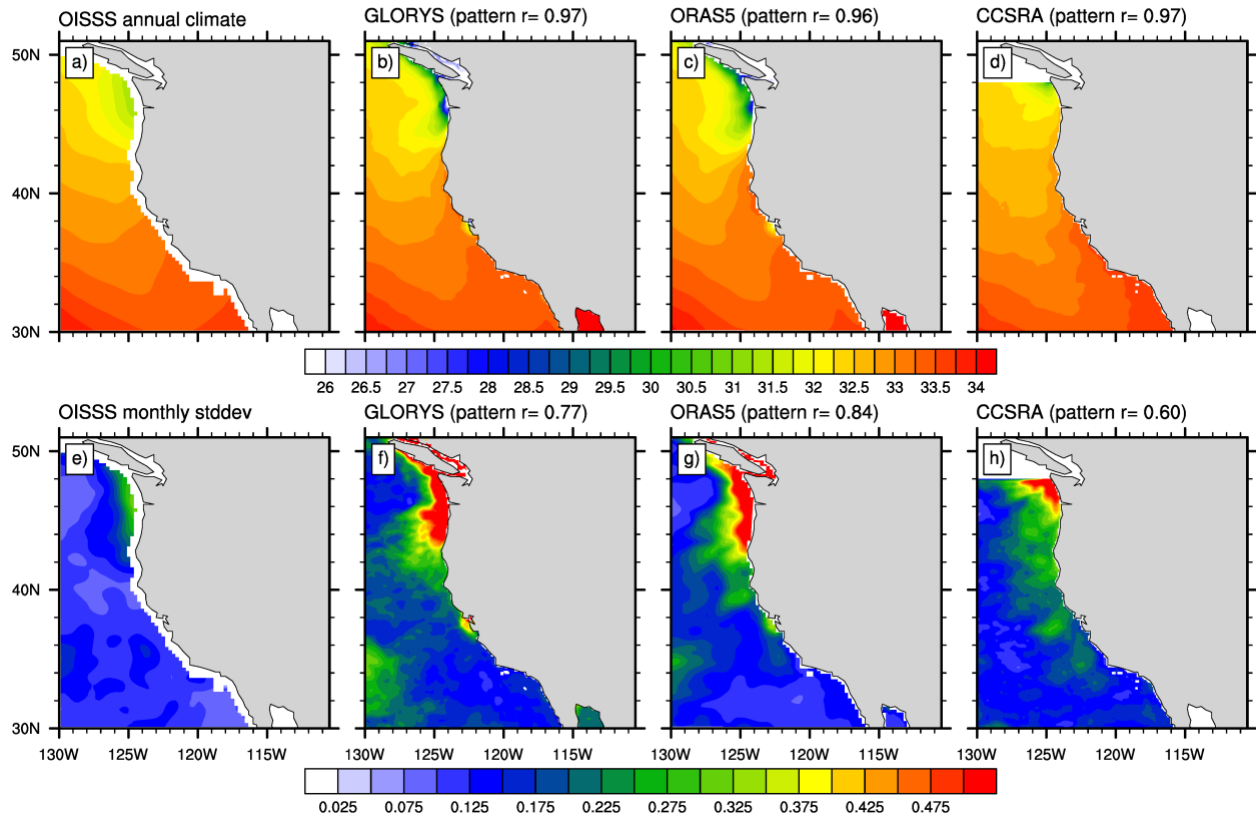 OISSS annual climate
GLORYS (pattern r= 0.97)
ORAS5 (pattern r= 0.96)
CCSRA (pattern r= 0.97)
50N
a)
b)
c)
d)
40N
30N
26 26.5 27 27.5 28 28.5 29 29.5 30 30.5 31 31.5 32 32.5 33 33.5 34
OISSS monthly stddev
GLORYS (pattern r= 0.77)
ORAS5 (pattern r= 0.84)
CCSRA (pattern r= 0.60)
50N
e)
f)
g)
h)
40N
30N
130W 125W 120W 115W
130W 125W 120W 115W
130W 125W 120W 115W
130W 125W 120W 115W
0.025 0.075 0.125 0.175 0.225 0.275 0.325 0.375 0.425 0.475